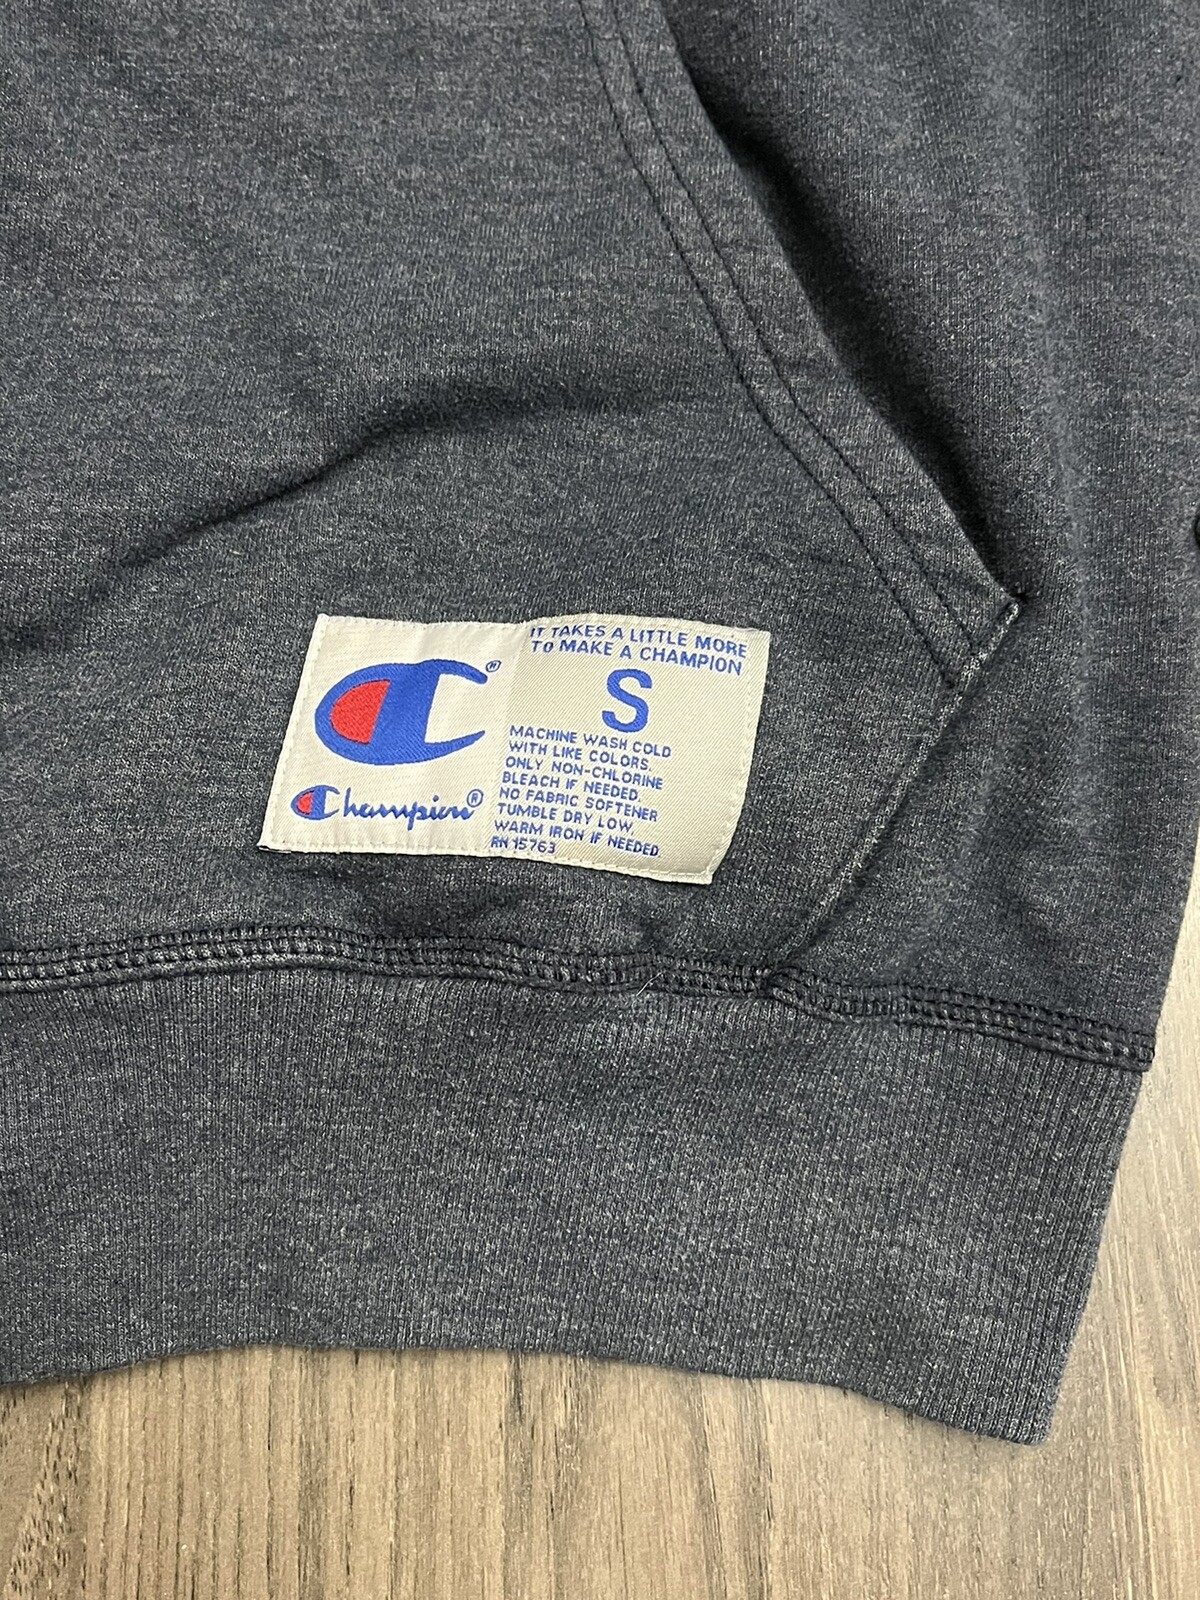 IT TAKES A LITTLE MORE
TO MAKE A CHAMPION
S
Champion®
MACHINE WASH COLD
WITH LIKE COLORS.
ONLY NON-CHLORINE
BLEACH IF NEEDED.
NO FABRIC SOFTENER
TUMBLE DRY LOW.
WARM IRON IF NEEDED.
RN 15763